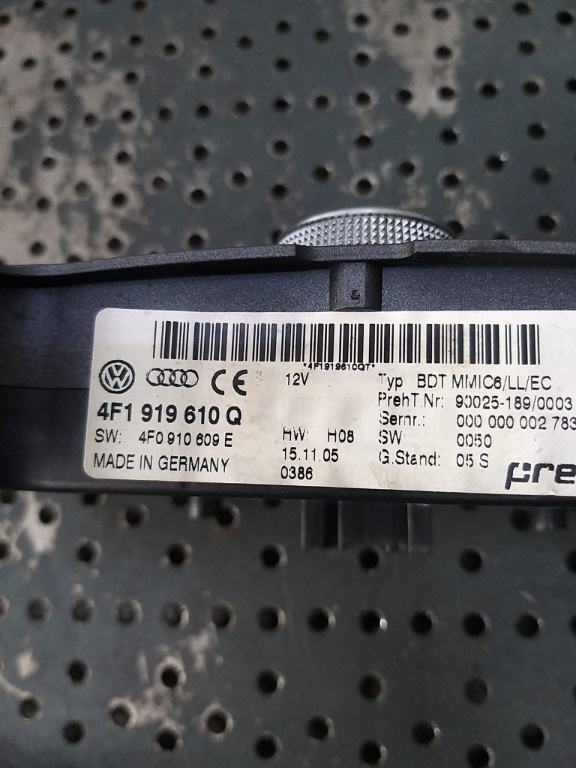 *4F1919610QT*
12V
4F1 919 610 Q
SW: 4F0 910 609 E
MADE IN GERMANY
HW: H08
15.11.05
0386
Typ BDT MMIC6/LL/EC
PrehT.Nr: 90025-189/0003
Sernr.: 000 000 002 783
SW 0050
G.Stand: 05 S